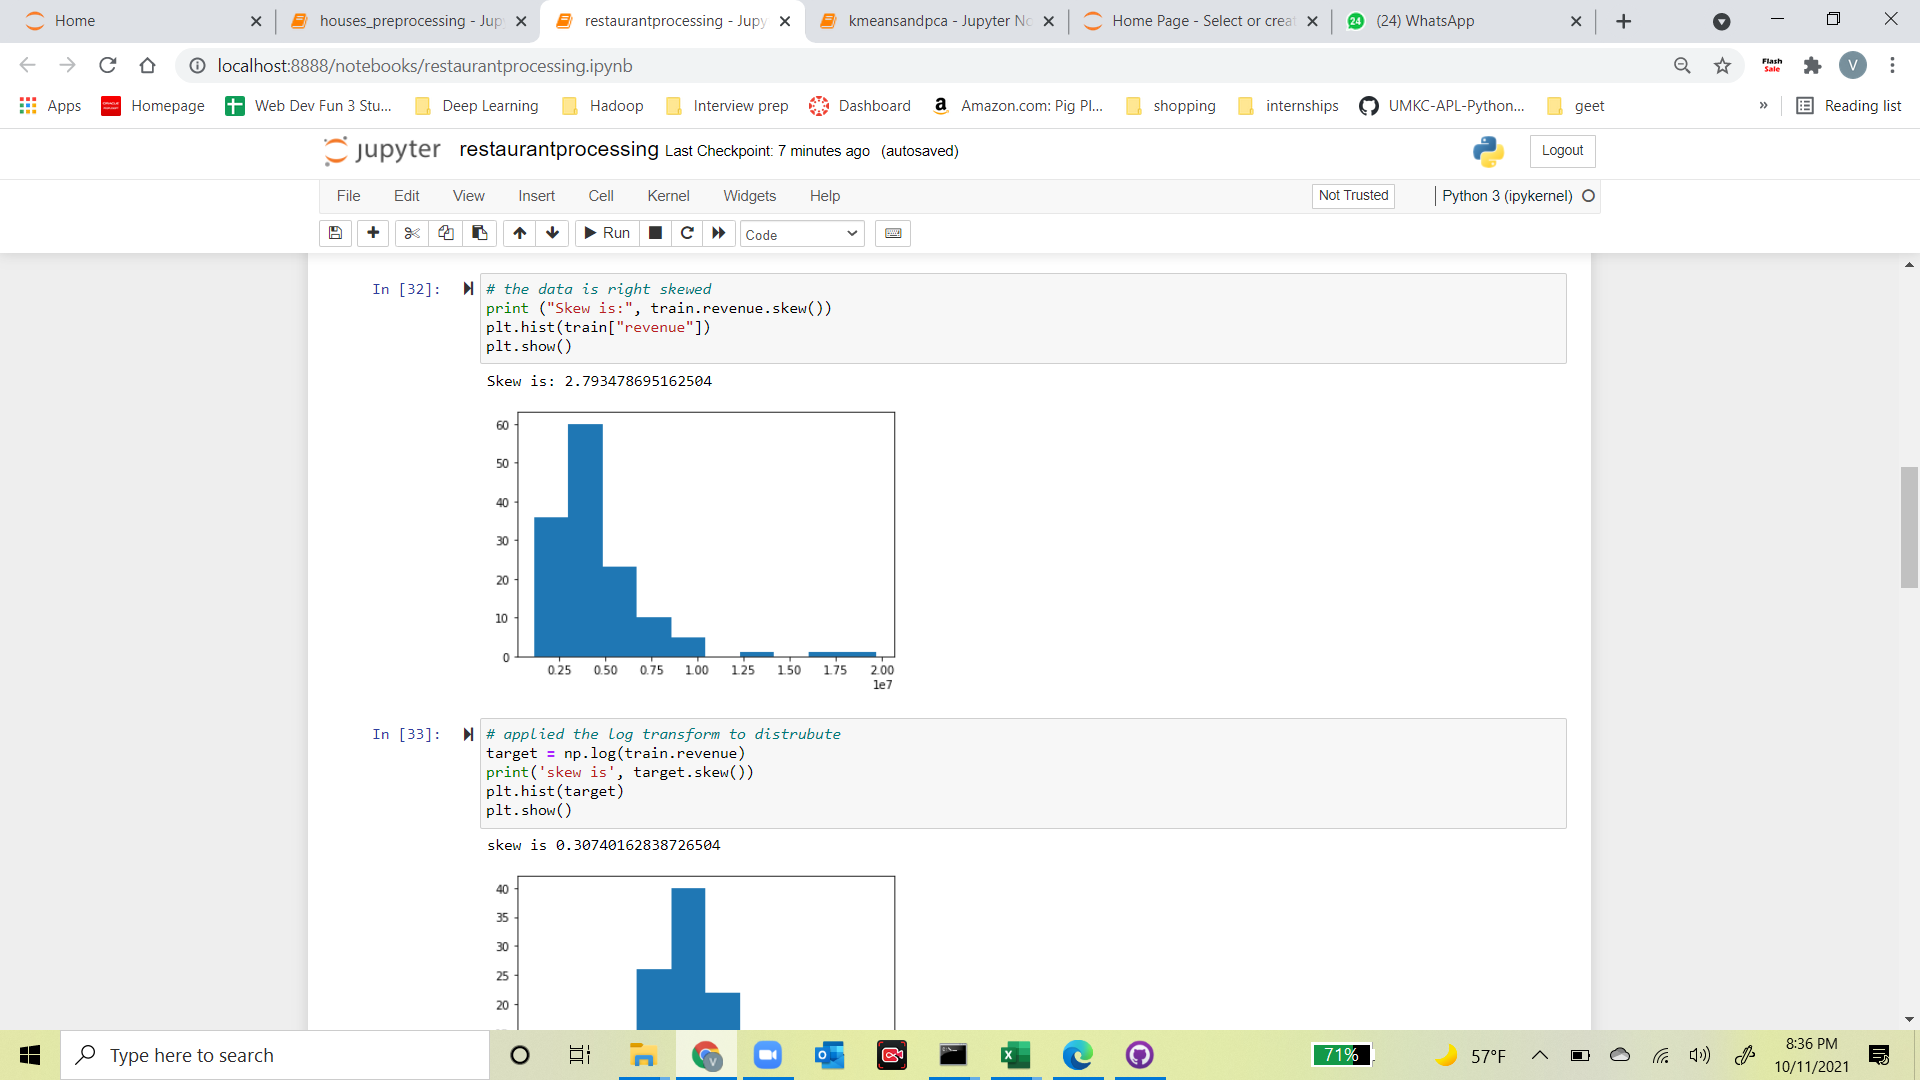 Home
houses_preprocessing - Jup
restaurantprocessing - Jupy
kmeansandpca - Jupyter No
Home Page - Select or creat
24
(24) WhatsApp
localhost:8888/notebooks/restaurantprocessing.ipynb
Flash
Sale
V
Apps
Homepage
Web Dev Fun 3 Stu...
Deep Learning
Hadoop
Interview prep
Dashboard
a
Amazon.com: Pig Pl...
shopping
internships
UMKC-APL-Python...
geet
»
Reading list
jupyter
restaurantprocessing Last Checkpoint: 7 minutes ago (autosaved)
Logout
File
Edit
View
Insert
Cell
Kernel
Widgets
Help
Not Trusted
Python 3 (ipykernel)
Run
Code
In [32]:
# the data is right skewed
print ("Skew is:", train.revenue.skew())
plt.hist(train["revenue"])
plt.show()
Skew is: 2.793478695162504
60
50
40
30
20
10
0
0.25 0.50 0.75 1.00 1.25 1.50 1.75 2.00
1e7
In [33]:
# applied the log transform to distrubute
target = np.log(train.revenue)
print('skew is', target.skew())
plt.hist(target)
plt.show()
skew is 0.30740162838726504
40
35
30
25
20
Type here to search
V
71%
57°F
8:36 PM
10/11/2021